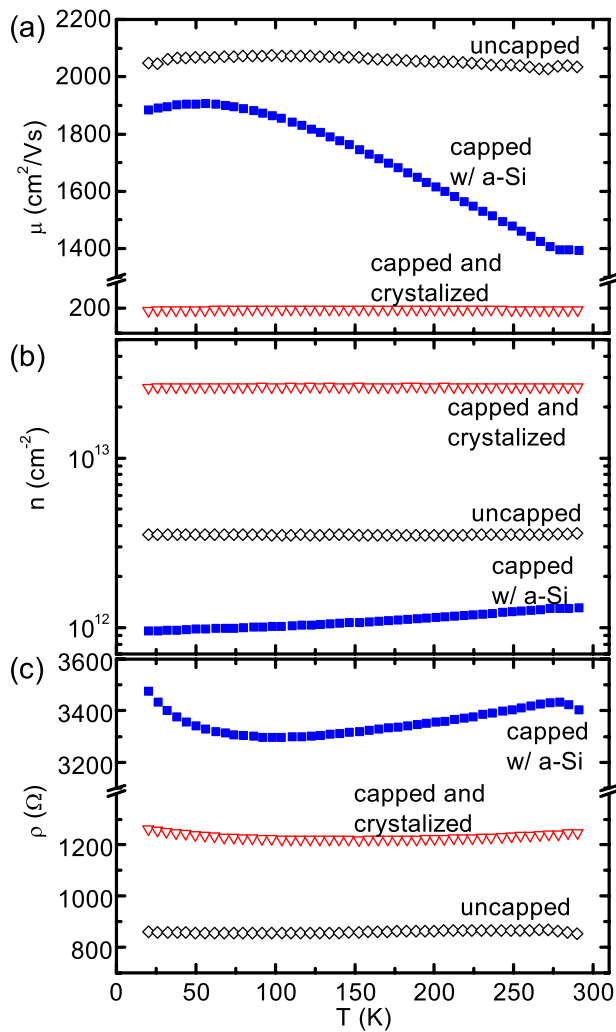 (a)
2200
2000
1800
1600
1400
200
μ (cm²/Vs)
uncapped
capped
w/ a-Si
capped and
crystalized
(b)
10¹³
10¹²
n (cm⁻²)
capped and
crystalized
uncapped
capped
w/ a-Si
(c)
3600
3400
3200
1200
1000
800
ρ (Ω)
capped
w/ a-Si
capped and
crystalized
uncapped
0 50 100 150 200 250 300
T (K)